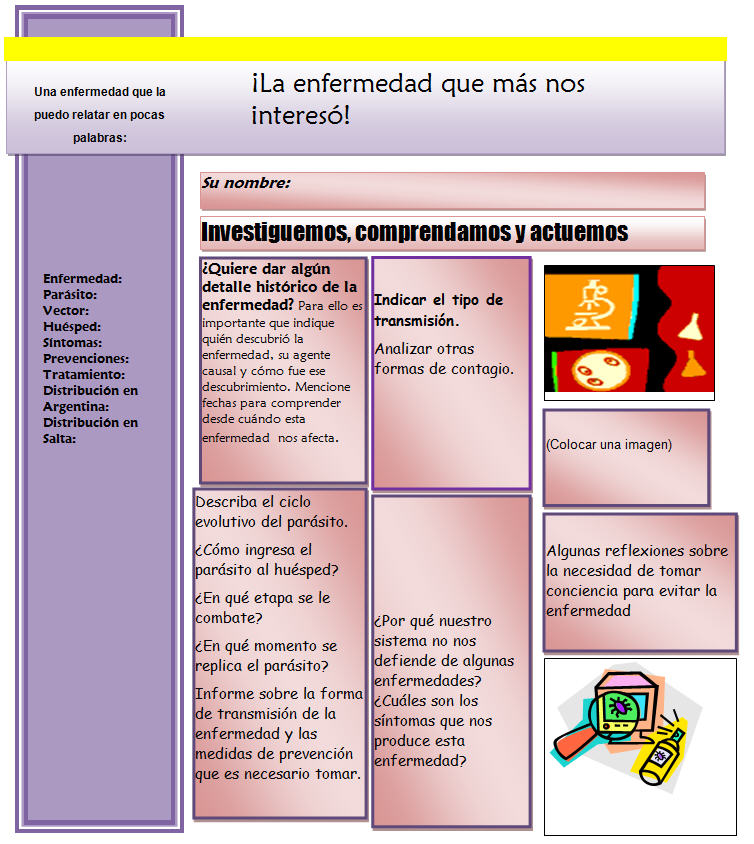 Una enfermedad que la
puedo relatar en pocas
palabras:
¡La enfermedad que más nos
interesó!
Su nombre:
Investiguemos, comprendamos y actuemos
Enfermedad:
Parásito:
Vector:
Huésped:
Síntomas:
Prevenciones:
Tratamiento:
Distribución en
Argentina:
Distribución en
Salta:
¿Quiere dar algún
detalle histórico de la
enfermedad? Para ello es
importante que indique
quién descubrió la
enfermedad, su agente
causal y cómo fue ese
descubrimiento. Mencione
fechas para comprender
desde cuándo esta
enfermedad nos afecta.
Indicar el tipo de
transmisión.
Analizar otras
formas de contagio.
(Colocar una imagen)
Describa el ciclo
evolutivo del parásito.
¿Cómo ingresa el
parásito al huésped?
¿En qué etapa se le
combate?
¿En qué momento se
replica el parásito?
Informe sobre la forma
de transmisión de la
enfermedad y las
medidas de prevención
que es necesario tomar.
¿Por qué nuestro
sistema no nos
defiende de algunas
enfermedades?
¿Cuáles son los
síntomas que nos
produce esta
enfermedad?
Algunas reflexiones sobre
la necesidad de tomar
conciencia para evitar la
enfermedad